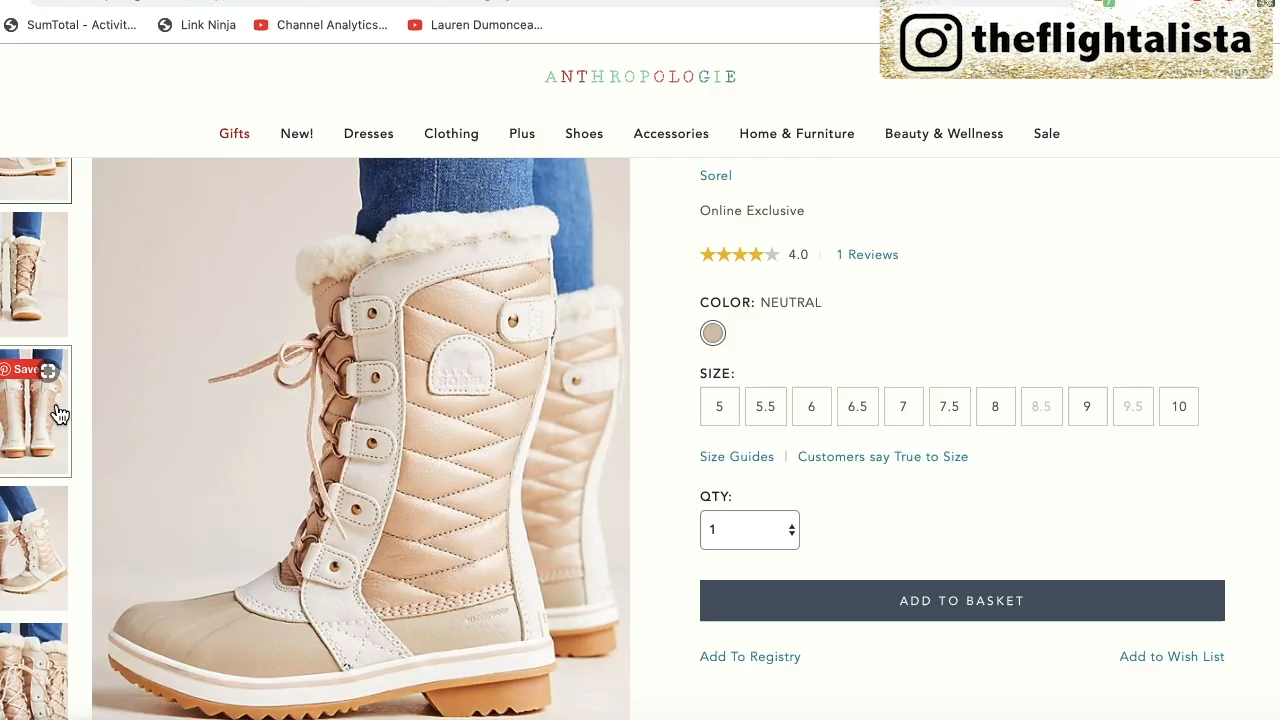 SumTotal - Activit...
Link Ninja
Channel Analytics...
Lauren Dumoncea...
theflightalista
ANTHROPOLOGIE
Gifts
New!
Dresses
Clothing
Plus
Shoes
Accessories
Home & Furniture
Beauty & Wellness
Sale
Sorel
Online Exclusive
4.0
1 Reviews
COLOR: NEUTRAL
SIZE:
5
5.5
6
6.5
7
7.5
8
8.5
9
9.5
10
Size Guides
Customers say True to Size
QTY:
1
ADD TO BASKET
Add To Registry
Add to Wish List
Save
SOREL
WATERPROOF